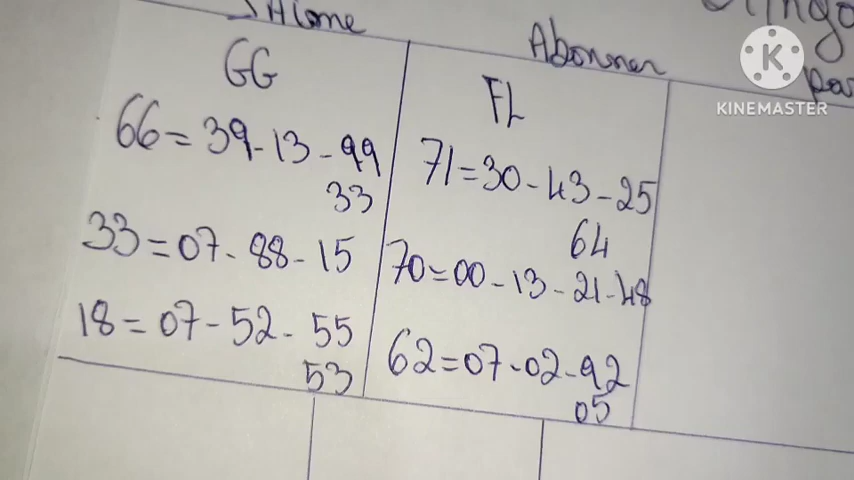 Abonner
GG
FL
66 = 39 - 13 - 99
33
33 = 07 - 88 - 15
18 = 07 - 52 - 55
53
71 = 30 - 43 - 25
64
70 = 00 - 13 - 21 - 48
62 = 07 - 02 - 92
05
KINEMASTER